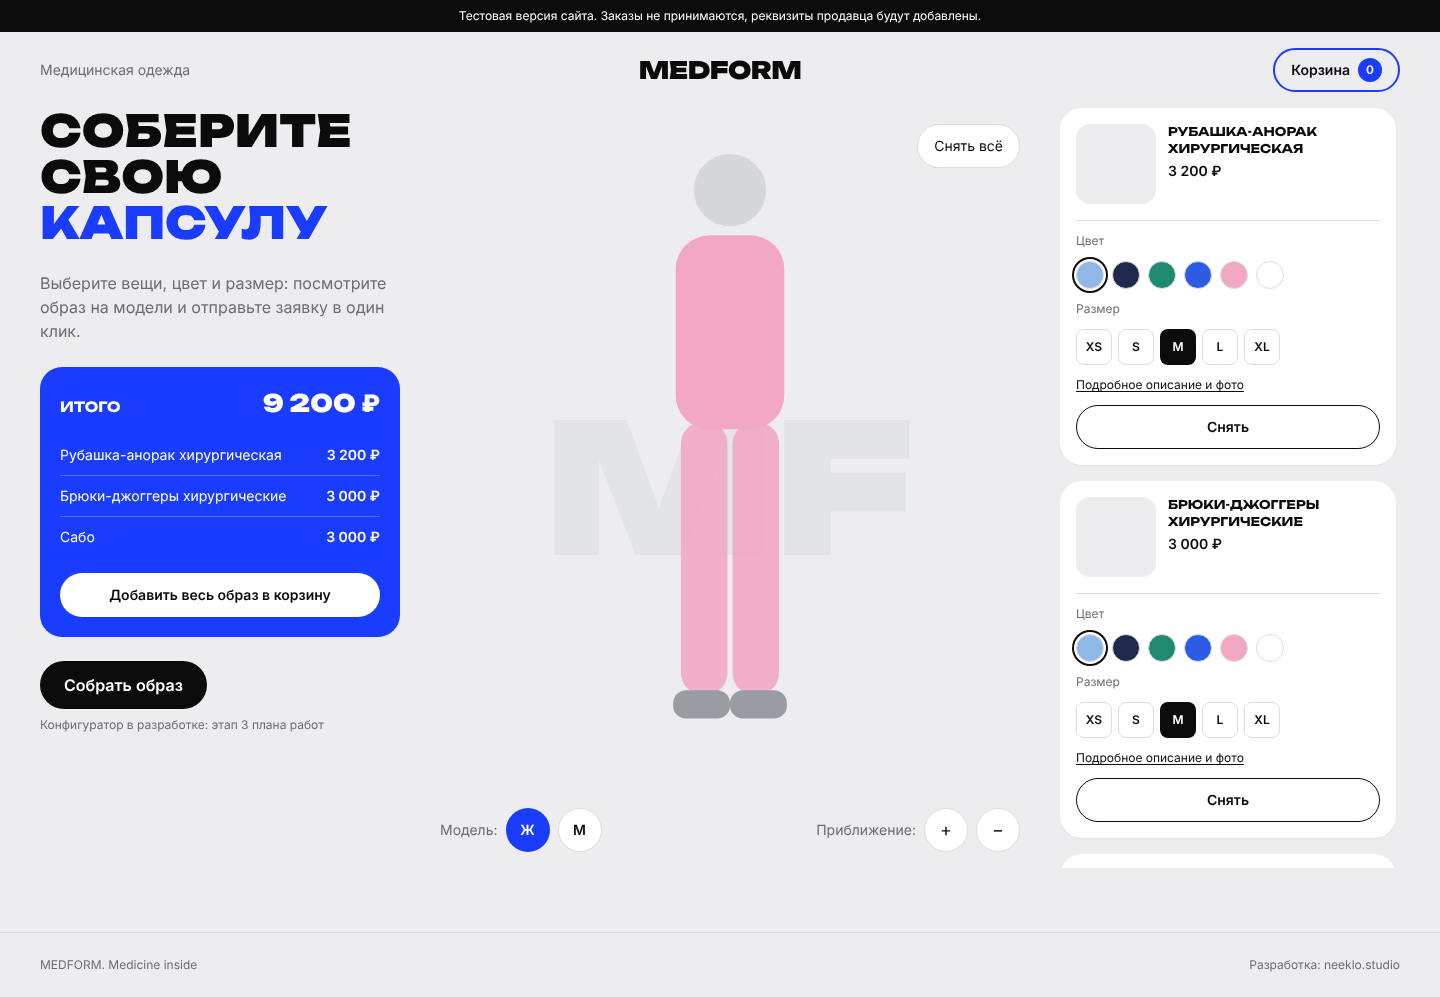 Тестовая версия сайта. Заказы не принимаются, реквизиты продавца будут добавлены.
Медицинская одежда
MEDFORM
Корзина 0
СОБЕРИТЕ
СВОЮ
КАПСУЛУ
Выберите вещи, цвет и размер: посмотрите
образ на модели и отправьте заявку в один
клик.
ИТОГО 9 200 ₽
Рубашка-анорак хирургическая 3 200 ₽
Брюки-джоггеры хирургические 3 000 ₽
Сабо 3 000 ₽
Добавить весь образ в корзину
Собрать образ
Конфигуратор в разработке: этап 3 плана работ
Снять всё
MF
Модель: Ж М
Приближение: + −
РУБАШКА-АНОРАК
ХИРУРГИЧЕСКАЯ
3 200 ₽
Цвет
Размер
XS S M L XL
Подробное описание и фото
Снять
БРЮКИ-ДЖОГГЕРЫ
ХИРУРГИЧЕСКИЕ
3 000 ₽
Цвет
Размер
XS S M L XL
Подробное описание и фото
Снять
MEDFORM. Medicine inside
Разработка: neeklo.studio